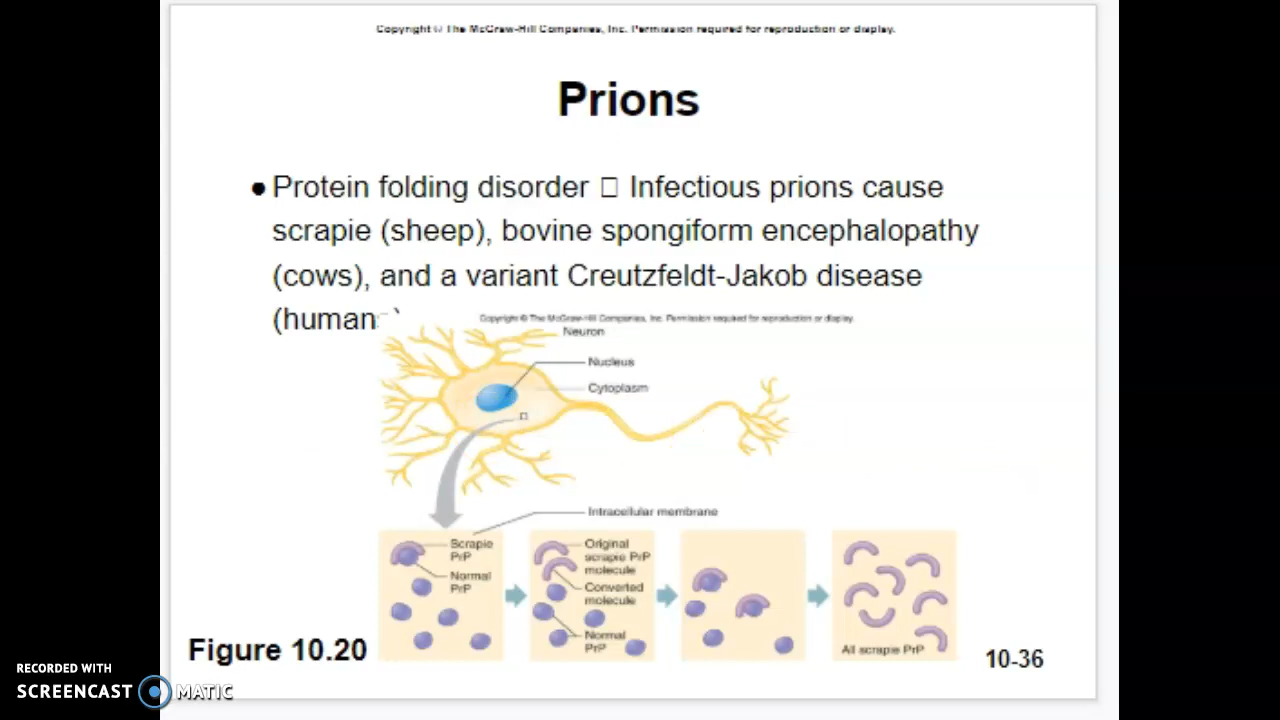 Copyright © The McGraw-Hill Companies, Inc. Permission required for reproduction or display.
Prions
● Protein folding disorder □ Infectious prions cause
scrapie (sheep), bovine spongiform encephalopathy
(cows), and a variant Creutzfeldt-Jakob disease
(humans)
Copyright © The McGraw-Hill Companies, Inc. Permission required for reproduction or display.
Neuron
Nucleus
Cytoplasm
Intracellular membrane
Scrapie
PrP
Normal
PrP
Original
scrapie PrP
molecule
Converted
molecule
Normal
PrP
All scrapie PrP
Figure 10.20
10-36
RECORDED WITH
SCREENCAST MATIC